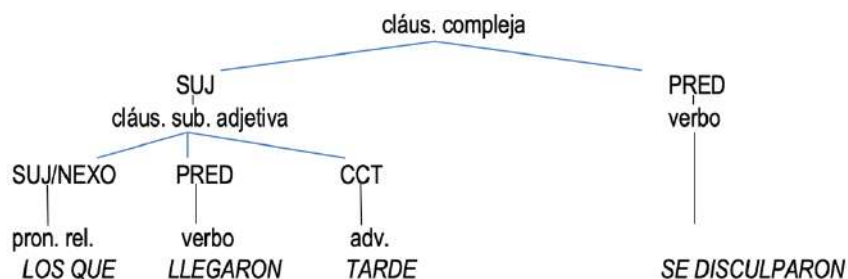 cláus. compleja
SUJ PRED
cláus. sub. adjetiva verbo
SUJ/NEXO PRED CCT
pron. rel. verbo adv.
LOS QUE LLEGARON TARDE SE DISCULPARON